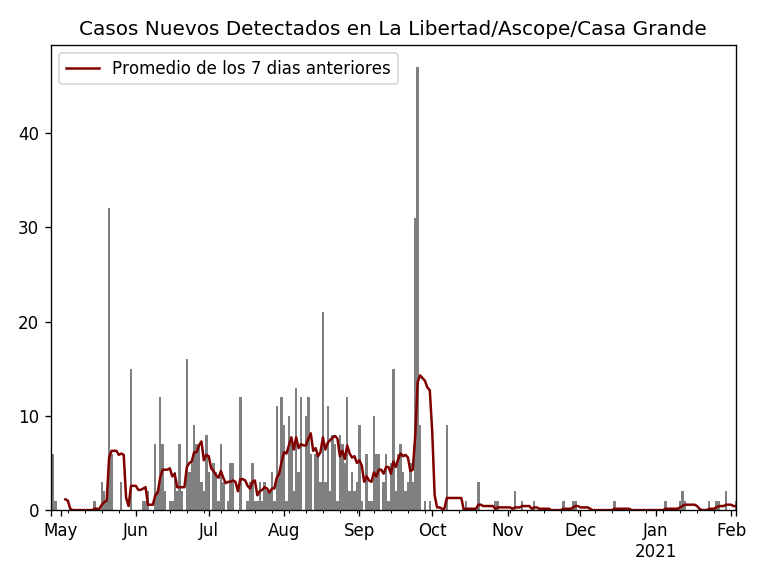 Casos Nuevos Detectados en La Libertad/Ascope/Casa Grande
Promedio de los 7 dias anteriores
40
30
20
10
0
May Jun Jul Aug Sep Oct Nov Dec Jan Feb
2021